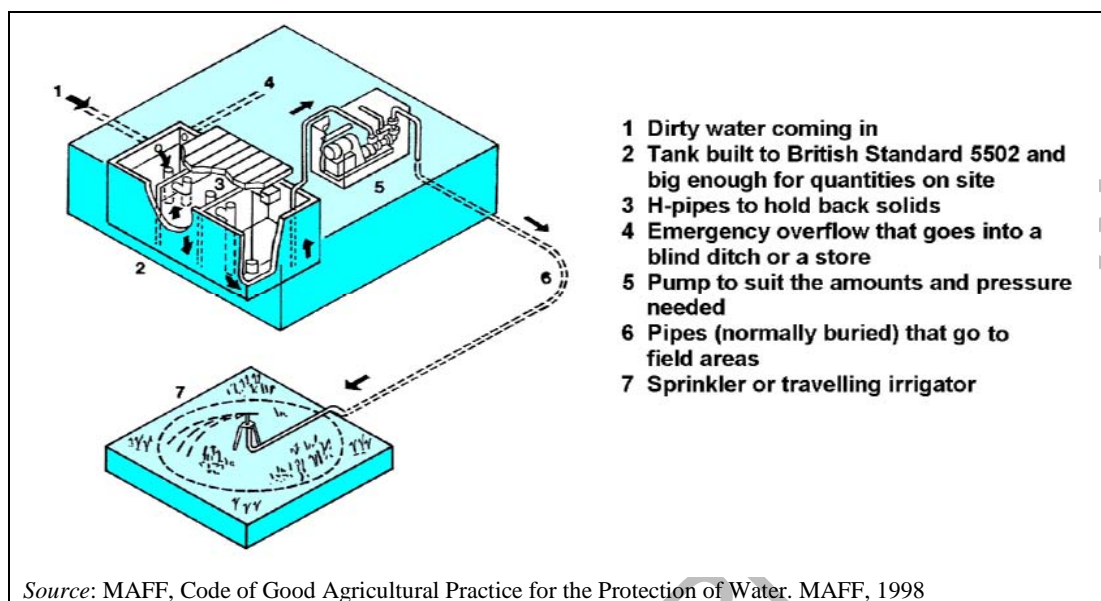 1
4
3
5
2
6
7
1 Dirty water coming in
2 Tank built to British Standard 5502 and
big enough for quantities on site
3 H-pipes to hold back solids
4 Emergency overflow that goes into a
blind ditch or a store
5 Pump to suit the amounts and pressure
needed
6 Pipes (normally buried) that go to
field areas
7 Sprinkler or travelling irrigator
Source: MAFF, Code of Good Agricultural Practice for the Protection of Water. MAFF, 1998